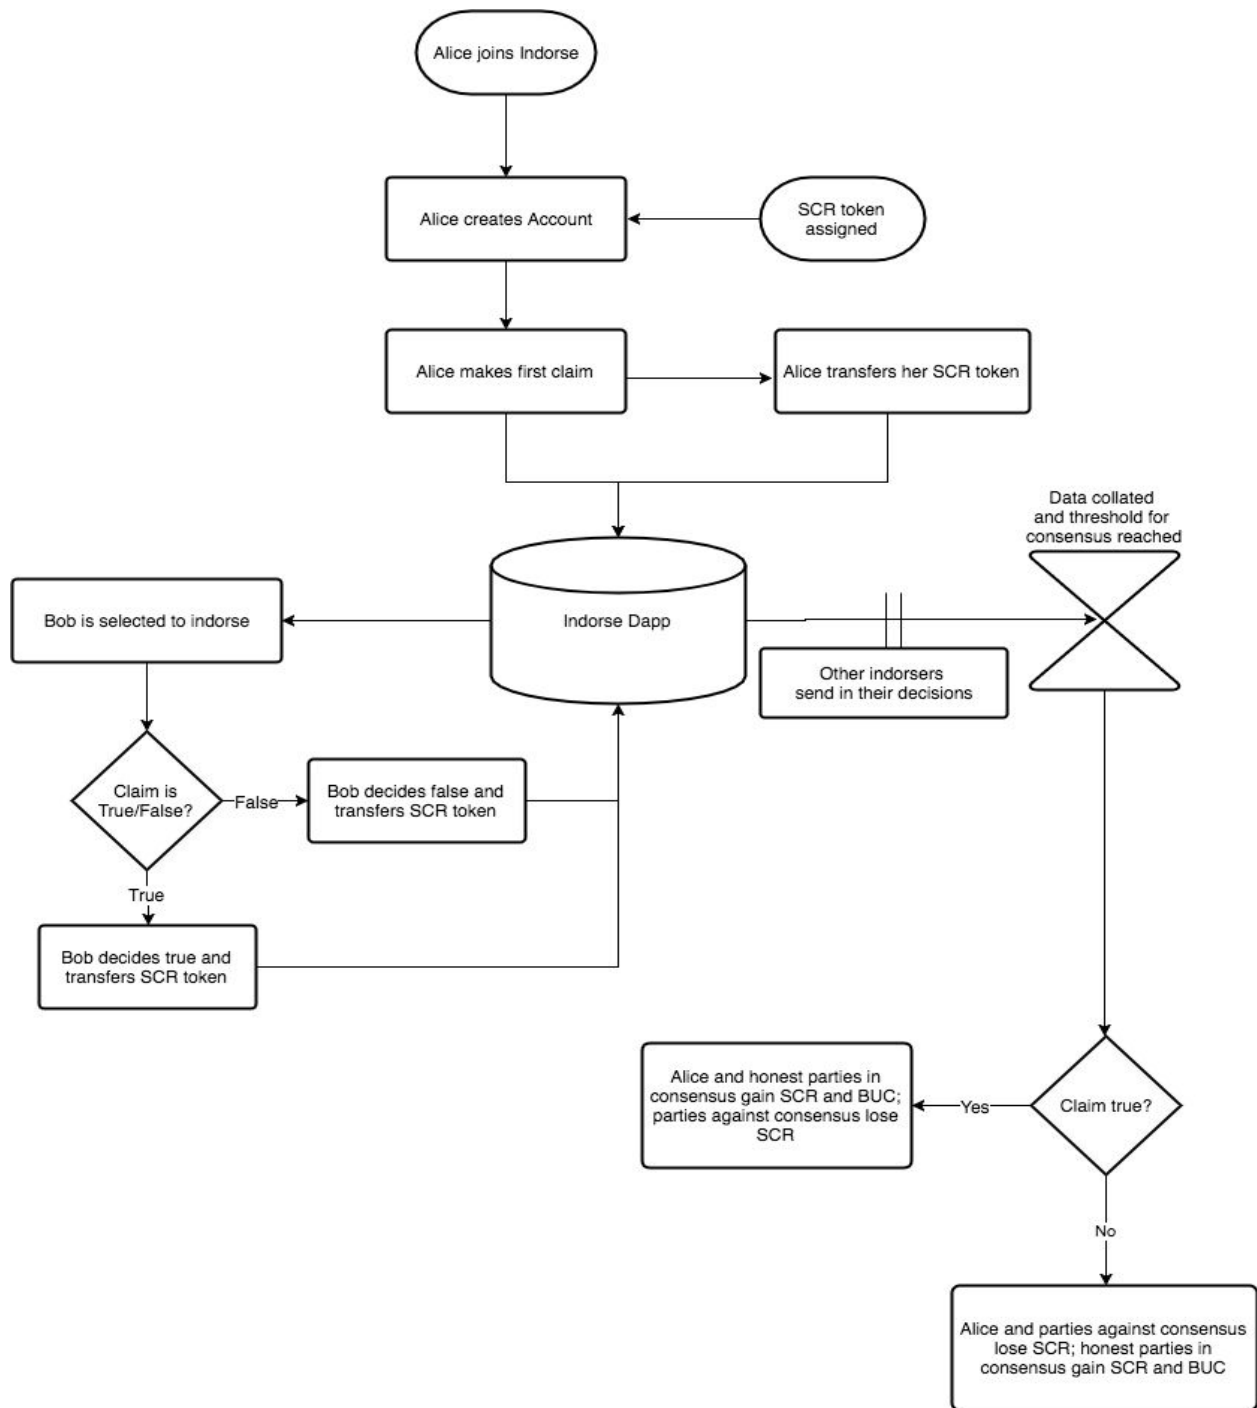 Alice joins Indorse
Alice creates Account
SCR token
assigned
Alice makes first claim
Alice transfers her SCR token
Data collated
and threshold for
consensus reached
Bob is selected to indorse
Indorse Dapp
Other indorsers
send in their decisions
Claim is
True/False?
False
Bob decides false and
transfers SCR token
True
Bob decides true and
transfers SCR token
Alice and honest parties in
consensus gain SCR and BUC;
parties against consensus lose
SCR
Yes
Claim true?
No
Alice and parties against consensus
lose SCR; honest parties in
consensus gain SCR and BUC